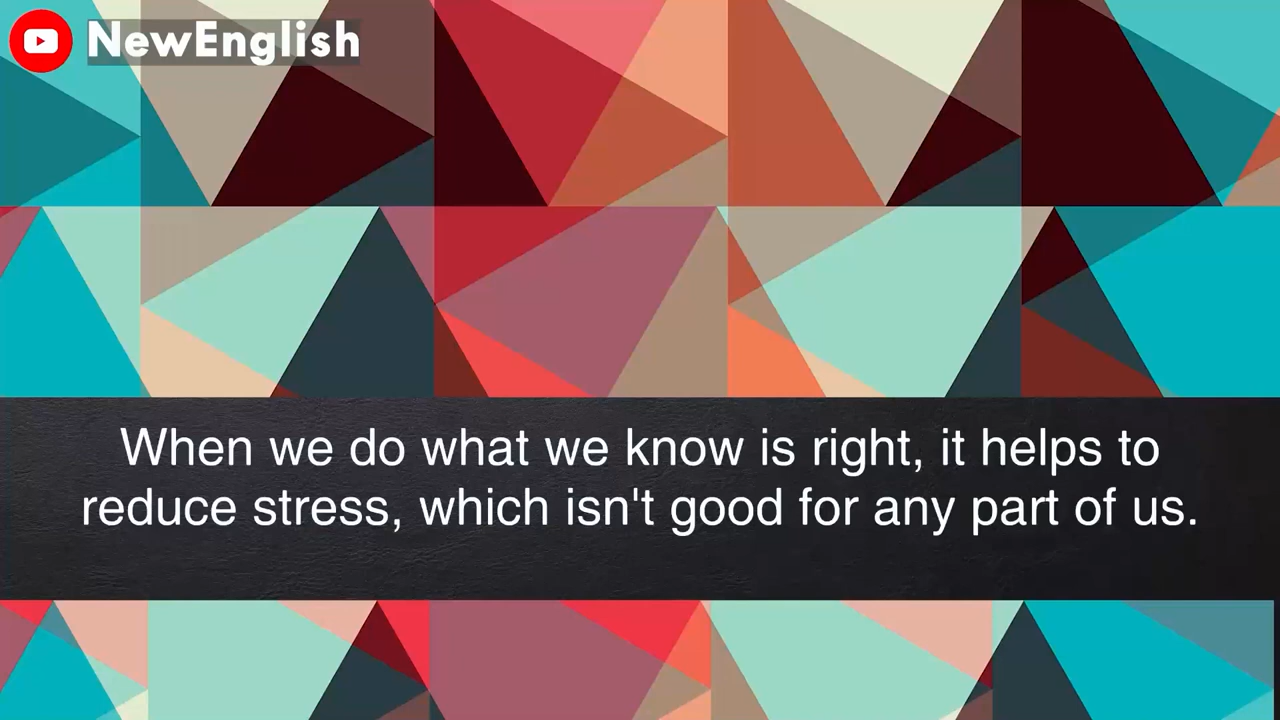 NewEnglish
When we do what we know is right, it helps to
reduce stress, which isn't good for any part of us.